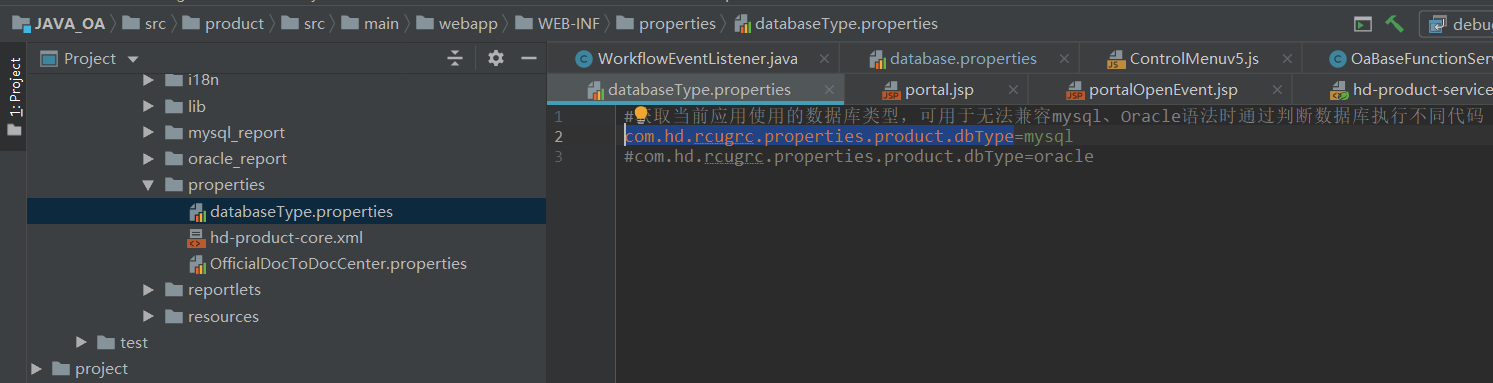 JAVA_OA src product src main webapp WEB-INF properties databaseType.properties debu
1: Project
Project
i18n
lib
mysql_report
oracle_report
properties
databaseType.properties
hd-product-core.xml
OfficialDocToDocCenter.properties
reportlets
resources
test
project
WorkflowEventListener.java database.properties ControlMenuv5.js OaBaseFunctionSer
databaseType.properties portal.jsp portalOpenEvent.jsp hd-product-service
1 #获取当前应用使用的数据库类型，可用于无法兼容mysql、Oracle语法时通过判断数据库执行不同代码
2 com.hd.rcugrc.properties.product.dbType=mysql
3 #com.hd.rcugrc.properties.product.dbType=oracle